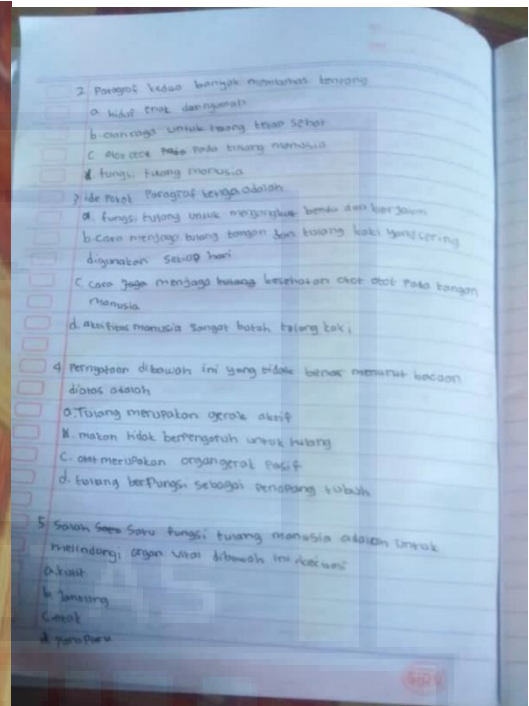 2 Paragraf kedua banyak membahas tentang
a hidup enak dan nyaman
b. olahraga untuk tulang tetap sehat
c otot otot pada tulang manusia
d fungsi tulang manusia
3 ide pokok Paragraf ketiga adalah
a. fungsi tulang untuk mengangkat benda dan berjalan
b. cara menjaga tulang tangan dan tulang kaki yang sering
digunakan setiap hari
c. cara menjaga tulang kesehatan otot otot pada tangan
manusia
d. aktifitas manusia sangat butuh tulang kaki
4 Pernyataan dibawah ini yang tidak benar menurut bacaan
diatas adalah
a. Tulang merupakan gerak aktif
b. makan tidak berpengaruh untuk tulang
c. otot merupakan organ gerak pasif
d. tulang berfungsi sebagai penopang tubuh
5 Salah Satu fungsi tulang manusia adalah untuk
melindangi organ vital dibawah ini kecuali
a. kulit
b. Jantung
c. otak
d paru Paru